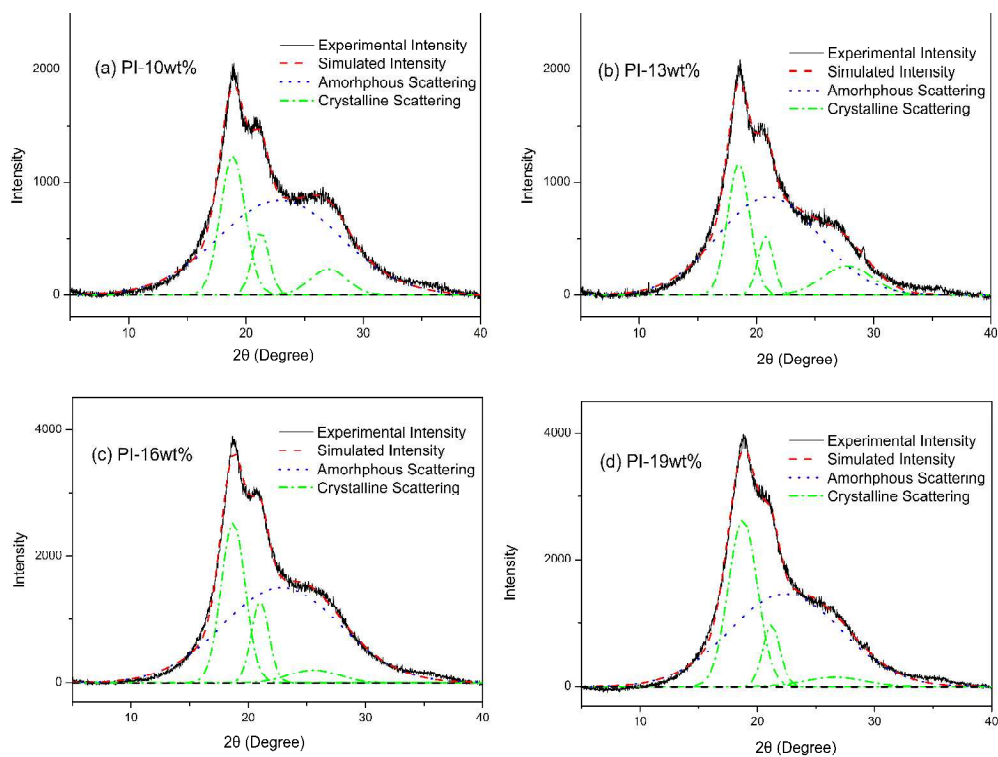 (a) PI-10wt%
Experimental Intensity
Simulated Intensity
Amorhphous Scattering
Crystalline Scattering
2000
1000
0
Intensity
10
20
30
40
2θ (Degree)
(b) PI-13wt%
Experimental Intensity
Simulated Intensity
Amorhphous Scattering
Crystalline Scattering
2000
1000
0
Intensity
10
20
30
40
2θ (Degree)
(c) PI-16wt%
Experimental Intensity
Simulated Intensity
Amorhphous Scattering
Crystalline Scattering
4000
2000
0
Intensity
10
20
30
40
2θ (Degree)
(d) PI-19wt%
Experimental Intensity
Simulated Intensity
Amorhphous Scattering
Crystalline Scattering
4000
2000
0
Intensity
10
20
30
40
2θ (Degree)